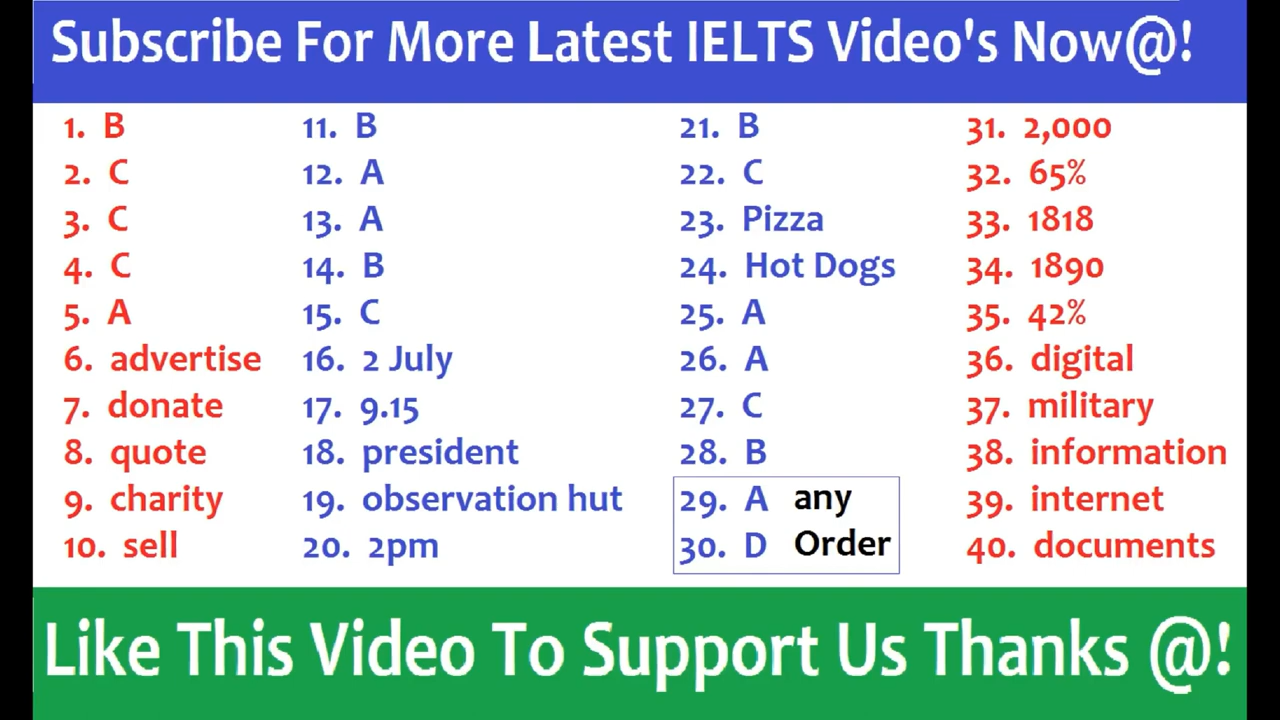 Subscribe For More Latest IELTS Video's Now@!
1. B
2. C
3. C
4. C
5. A
6. advertise
7. donate
8. quote
9. charity
10. sell
11. B
12. A
13. A
14. B
15. C
16. 2 July
17. 9.15
18. president
19. observation hut
20. 2pm
21. B
22. C
23. Pizza
24. Hot Dogs
25. A
26. A
27. C
28. B
29. A any
30. D Order
31. 2,000
32. 65%
33. 1818
34. 1890
35. 42%
36. digital
37. military
38. information
39. internet
40. documents
Like This Video To Support Us Thanks @!